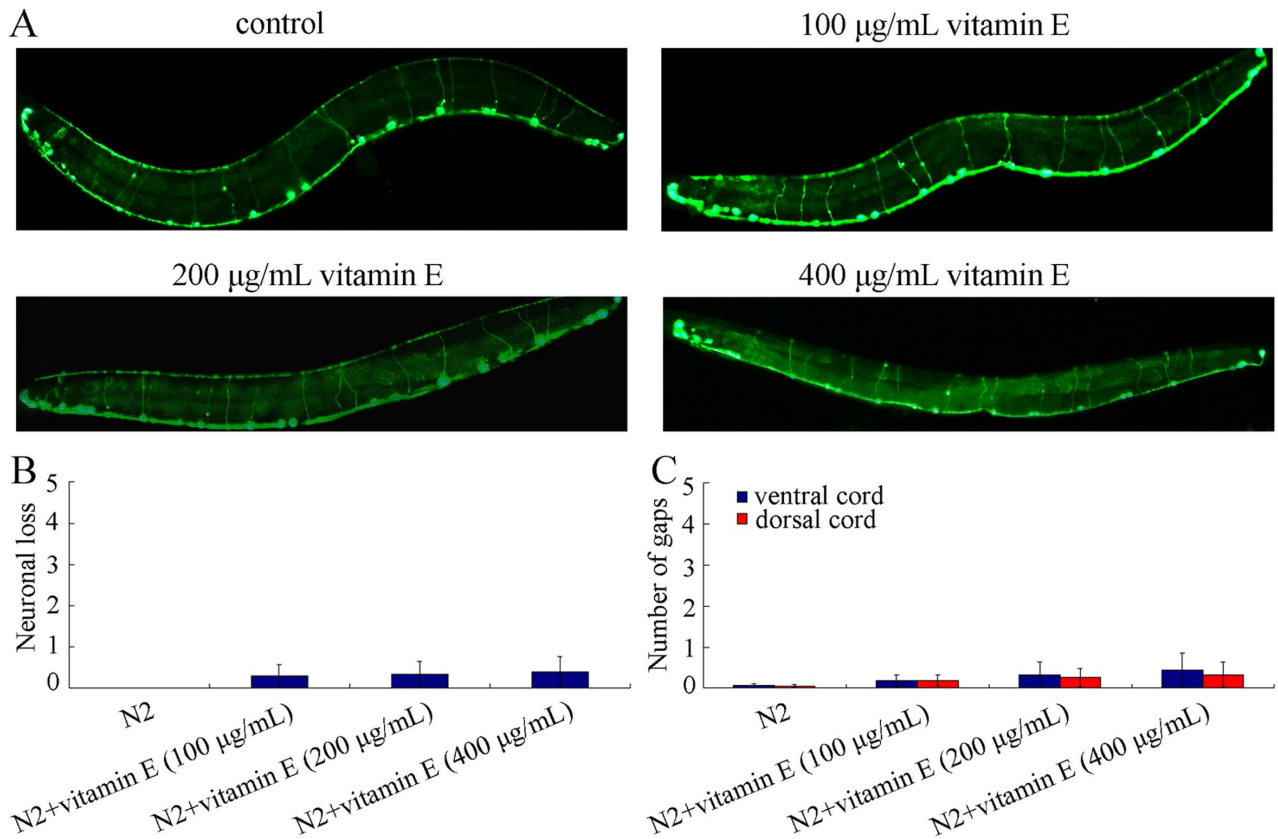 A
control
100 μg/mL vitamin E
200 μg/mL vitamin E
400 μg/mL vitamin E
B
Neuronal loss
5
4
3
2
1
0
N2
N2+vitamin E (100 μg/mL)
N2+vitamin E (200 μg/mL)
N2+vitamin E (400 μg/mL)
C
Number of gaps
5
4
3
2
1
0
ventral cord
dorsal cord
N2
N2+vitamin E (100 μg/mL)
N2+vitamin E (200 μg/mL)
N2+vitamin E (400 μg/mL)